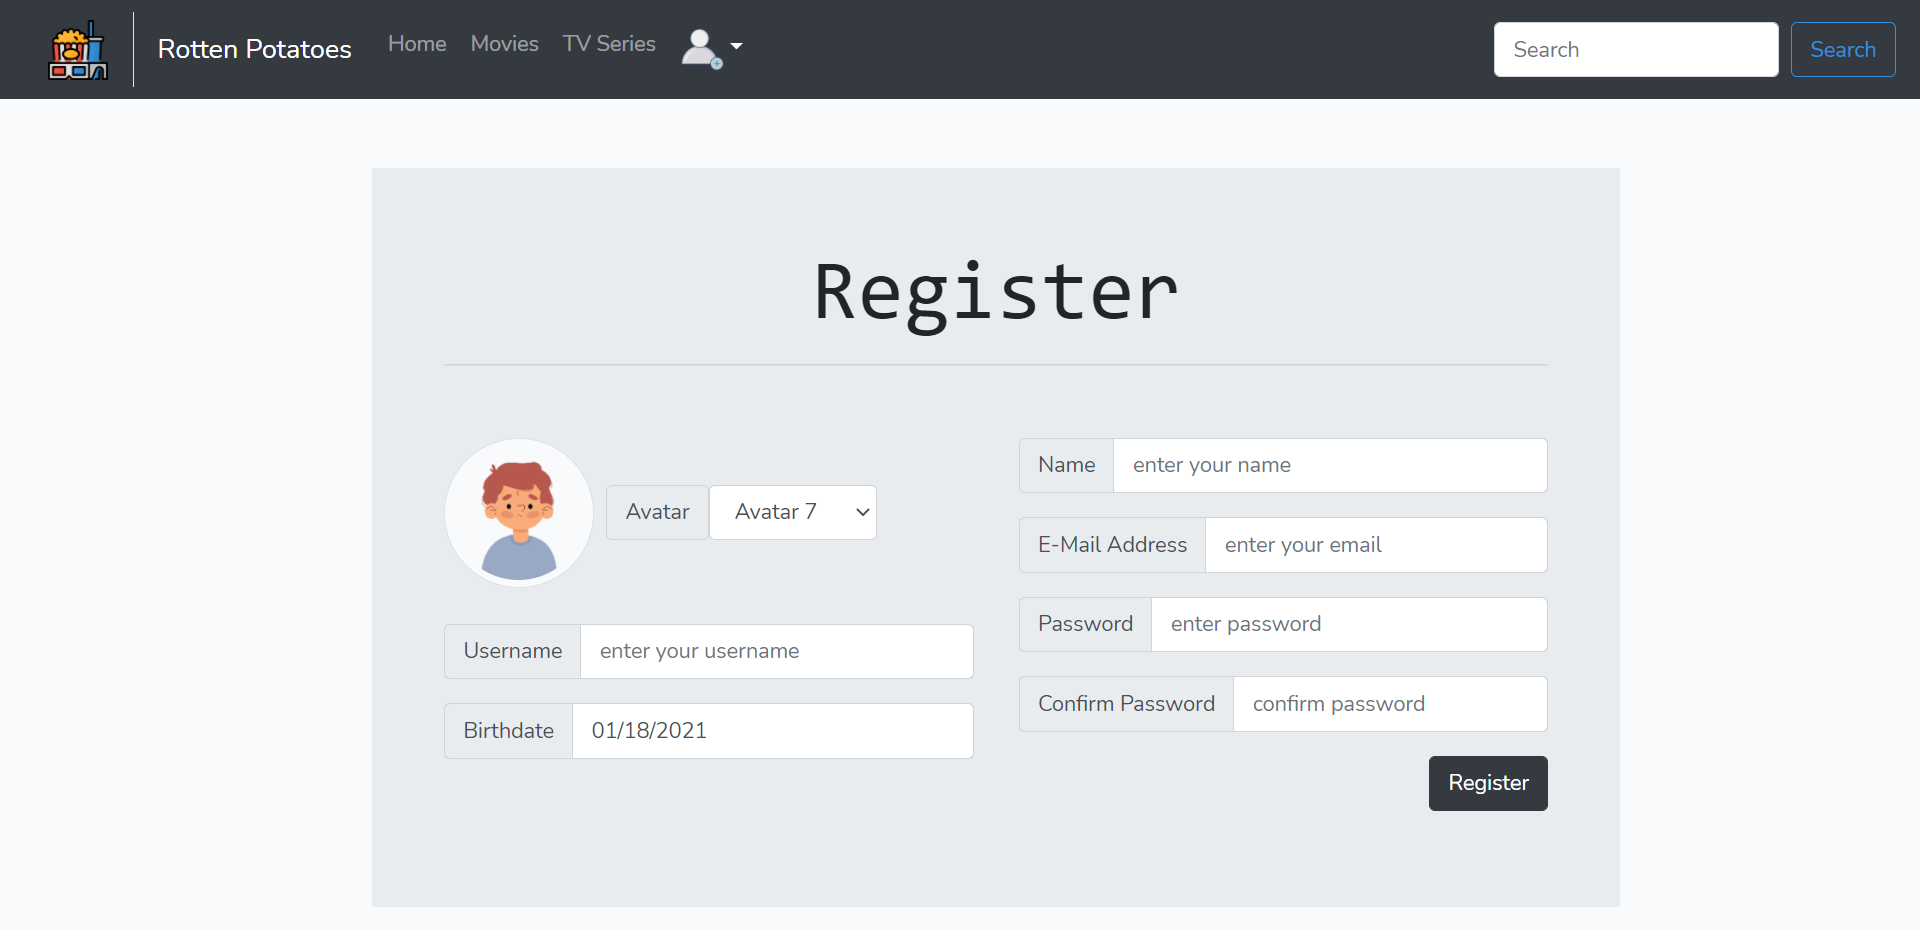 Rotten Potatoes Home Movies TV Series Search Search
Register
Avatar Avatar 7
Username enter your username
Birthdate 01/18/2021
Name enter your name
E-Mail Address enter your email
Password enter password
Confirm Password confirm password
Register